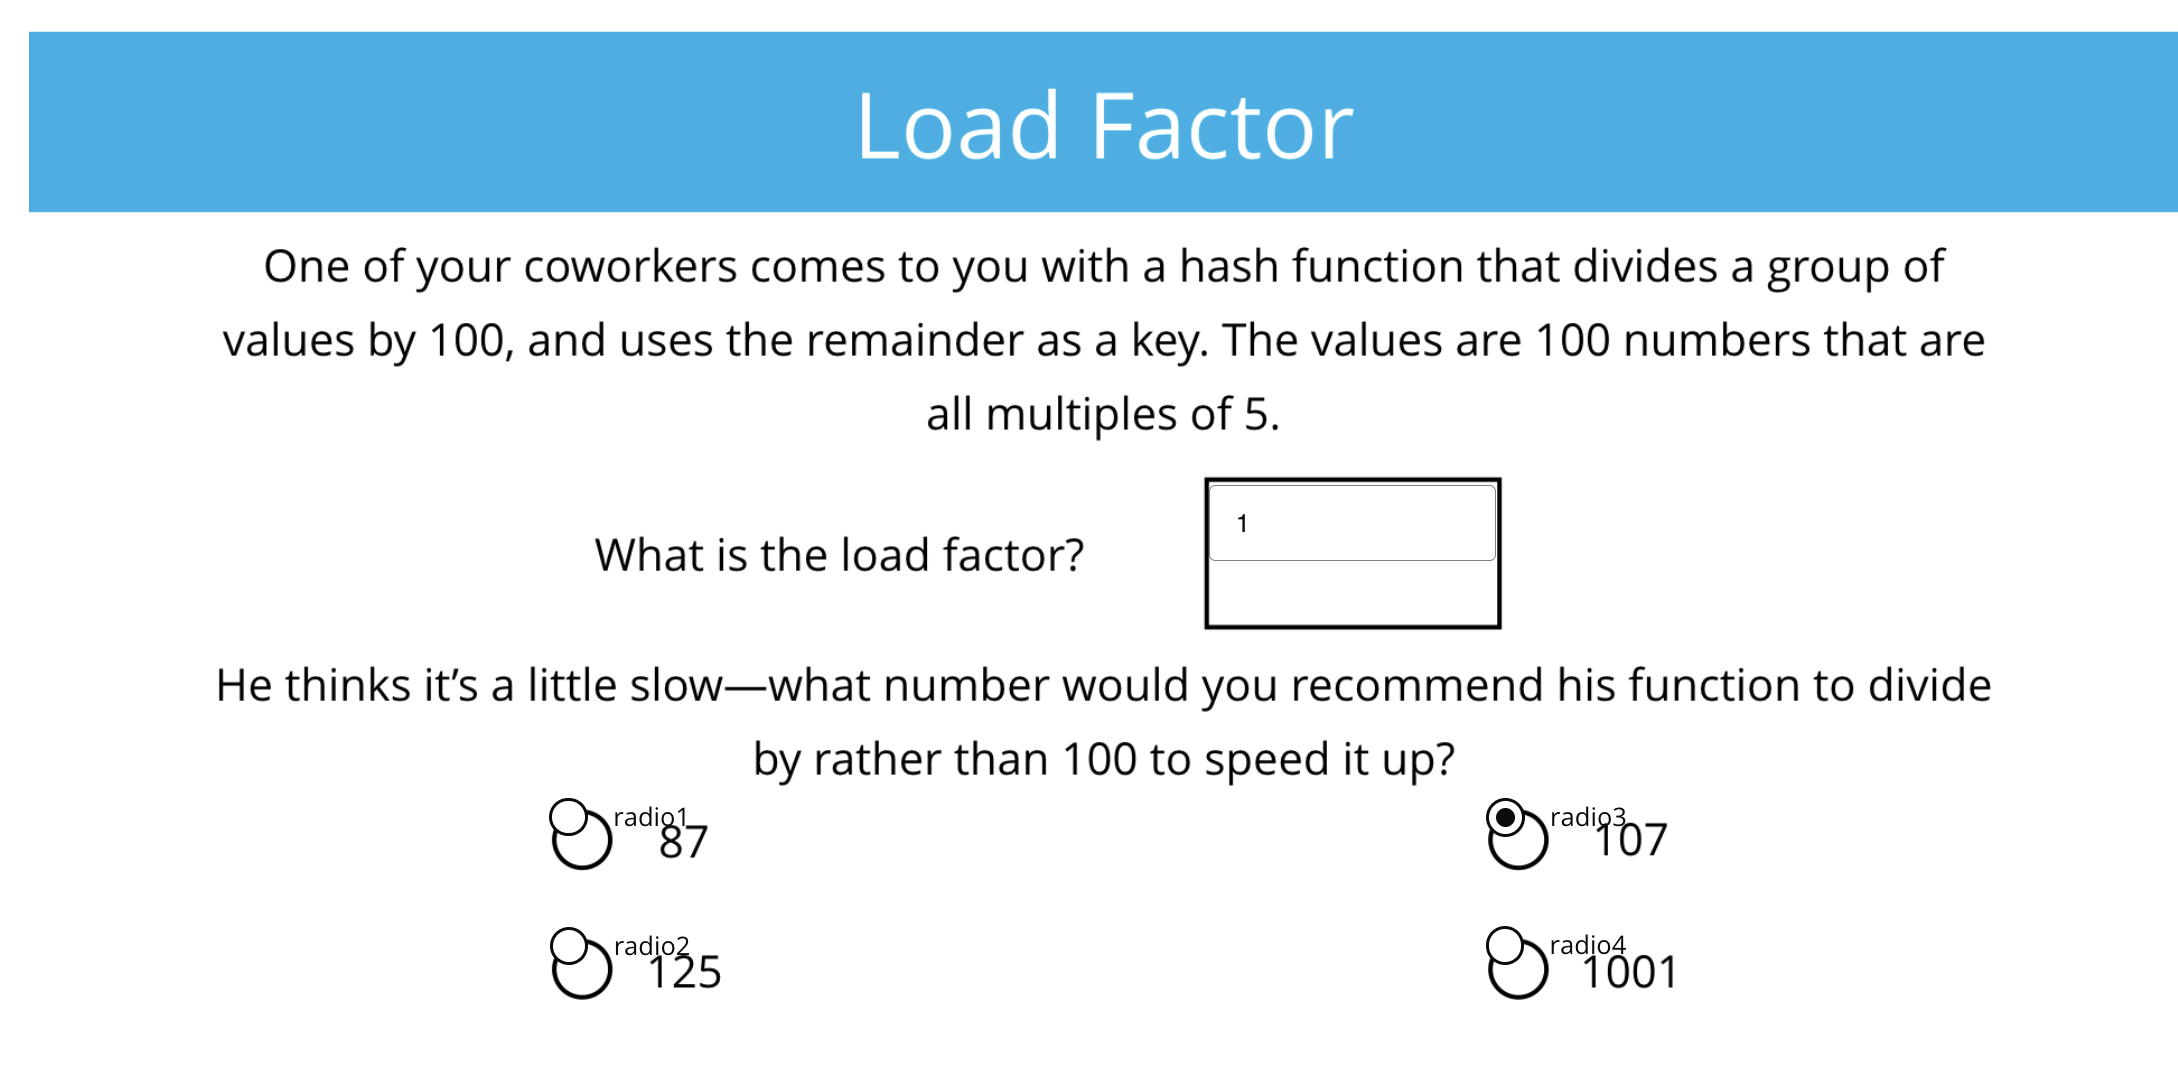 Load Factor
One of your coworkers comes to you with a hash function that divides a group of
values by 100, and uses the remainder as a key. The values are 100 numbers that are
all multiples of 5.
What is the load factor?
1
He thinks it’s a little slow—what number would you recommend his function to divide
by rather than 100 to speed it up?
radio1
87
radio3
107
radio2
125
radio4
1001